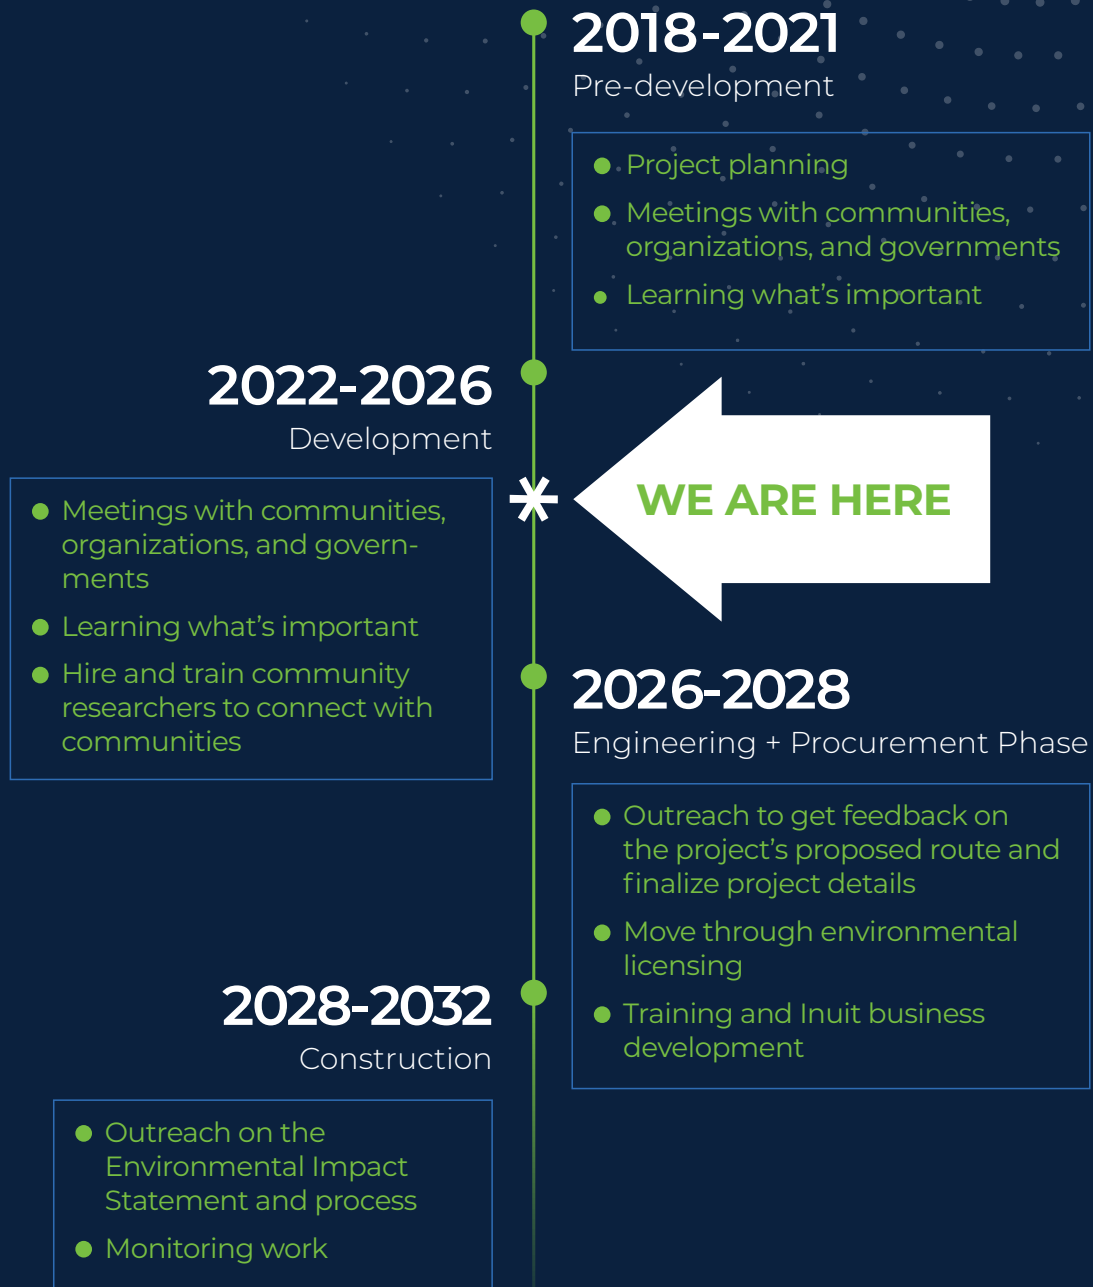 2018-2021
Pre-development
Project planning
Meetings with communities,
organizations, and governments
Learning what’s important
2022-2026
Development
WE ARE HERE
Meetings with communities,
organizations, and govern-
ments
Learning what’s important
Hire and train community
researchers to connect with
communities
2026-2028
Engineering + Procurement Phase
Outreach to get feedback on
the project’s proposed route and
finalize project details
Move through environmental
licensing
Training and Inuit business
development
2028-2032
Construction
Outreach on the
Environmental Impact
Statement and process
Monitoring work